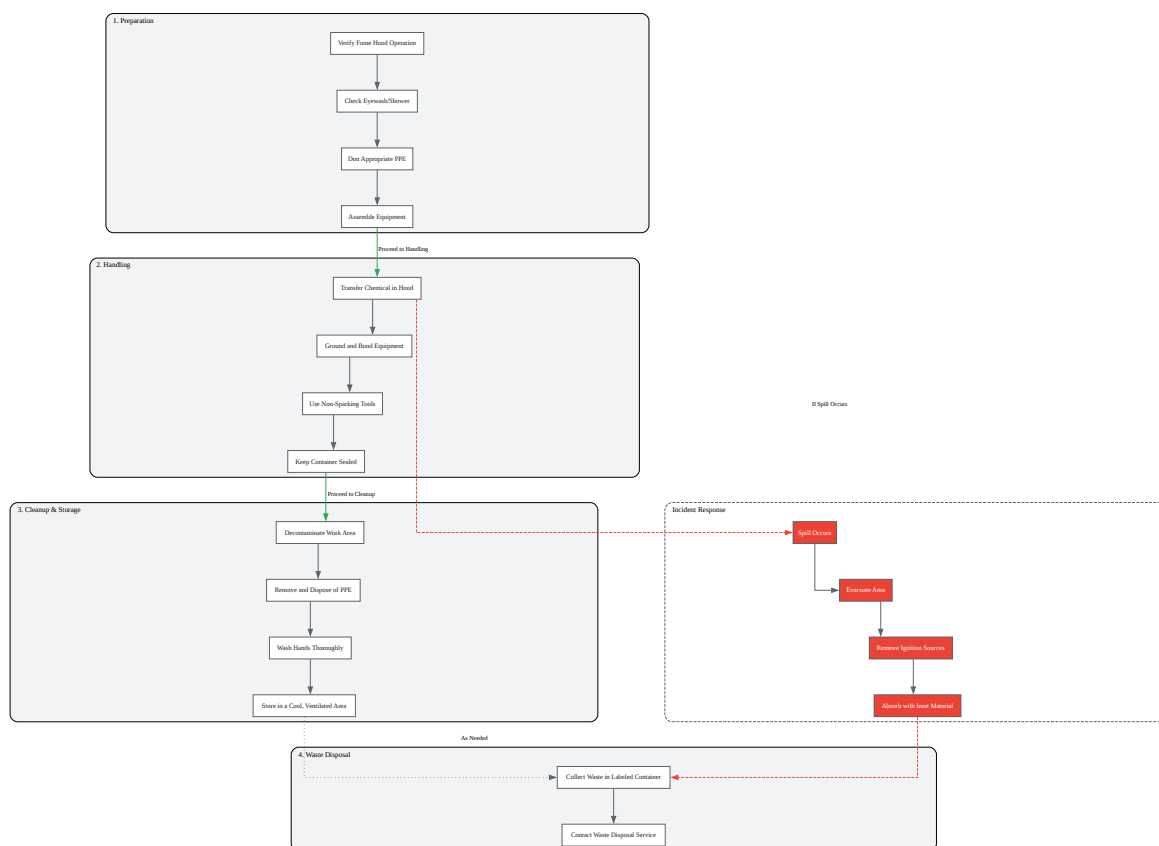 1. Preparation
Verify Fume Hood Operation
Check Eyewash/Shower
Don Appropriate PPE
Assemble Equipment
Proceed to Handling
2. Handling
Transfer Chemical in Hood
Ground and Bond Equipment
Use Non-Sparking Tools
If Spill Occurs
Keep Container Sealed
Proceed to Cleanup
3. Cleanup & Storage
Decontaminate Work Area
Remove and Dispose of PPE
Wash Hands Thoroughly
Store in a Cool, Ventilated Area
Incident Response
Spill Occurs
Evacuate Area
Remove Ignition Sources
Absorb with Inert Material
As Needed
4. Waste Disposal
Collect Waste in Labeled Container
Contact Waste Disposal Service